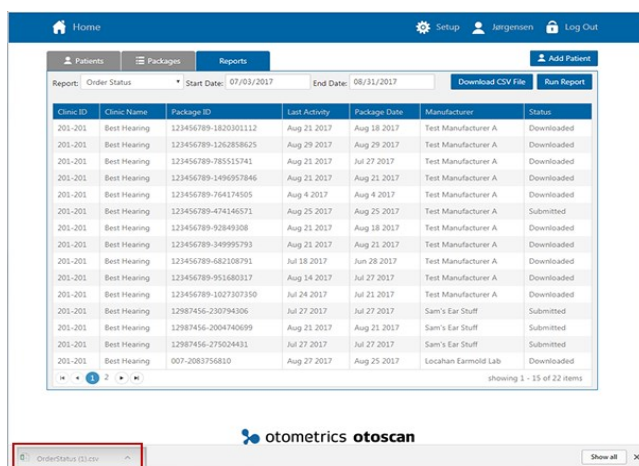 Home Setup Jørgensen Log Out
Patients Packages Reports Add Patient
Report: Order Status Start Date: 07/03/2017 End Date: 08/31/2017 Download CSV File Run Report
Clinic ID Clinic Name Package ID Last Activity Package Date Manufacturer Status
201-201 Best Hearing 123456789-1820301112 Aug 21 2017 Aug 18 2017 Test Manufacturer A Downloaded
201-201 Best Hearing 123456789-1262858625 Aug 29 2017 Aug 29 2017 Test Manufacturer A Downloaded
201-201 Best Hearing 123456789-785515741 Aug 21 2017 Jul 27 2017 Test Manufacturer A Downloaded
201-201 Best Hearing 123456789-1496957846 Aug 21 2017 Aug 21 2017 Test Manufacturer A Downloaded
201-201 Best Hearing 123456789-764174505 Aug 4 2017 Aug 4 2017 Test Manufacturer A Downloaded
201-201 Best Hearing 123456789-474146571 Aug 25 2017 Aug 25 2017 Test Manufacturer A Submitted
201-201 Best Hearing 123456789-92849308 Aug 21 2017 Aug 18 2017 Test Manufacturer A Downloaded
201-201 Best Hearing 123456789-349995793 Aug 21 2017 Aug 21 2017 Test Manufacturer A Downloaded
201-201 Best Hearing 123456789-682108791 Jul 18 2017 Jun 28 2017 Test Manufacturer A Downloaded
201-201 Best Hearing 123456789-951680317 Aug 14 2017 Jul 27 2017 Test Manufacturer A Downloaded
201-201 Best Hearing 123456789-1027307350 Jul 24 2017 Jul 21 2017 Test Manufacturer A Downloaded
201-201 Best Hearing 12987456-230794306 Jul 27 2017 Jul 27 2017 Sam's Ear Stuff Submitted
201-201 Best Hearing 12987456-2004740699 Aug 21 2017 Aug 21 2017 Sam's Ear Stuff Submitted
201-201 Best Hearing 12987456-275024431 Jul 27 2017 Jul 27 2017 Sam's Ear Stuff Submitted
201-201 Best Hearing 007-2083756810 Aug 27 2017 Aug 25 2017 Locahan Earmold Lab Downloaded
1 2 showing 1 - 15 of 22 items
otometrics otoscan
OrderStatus (1).csv Show all